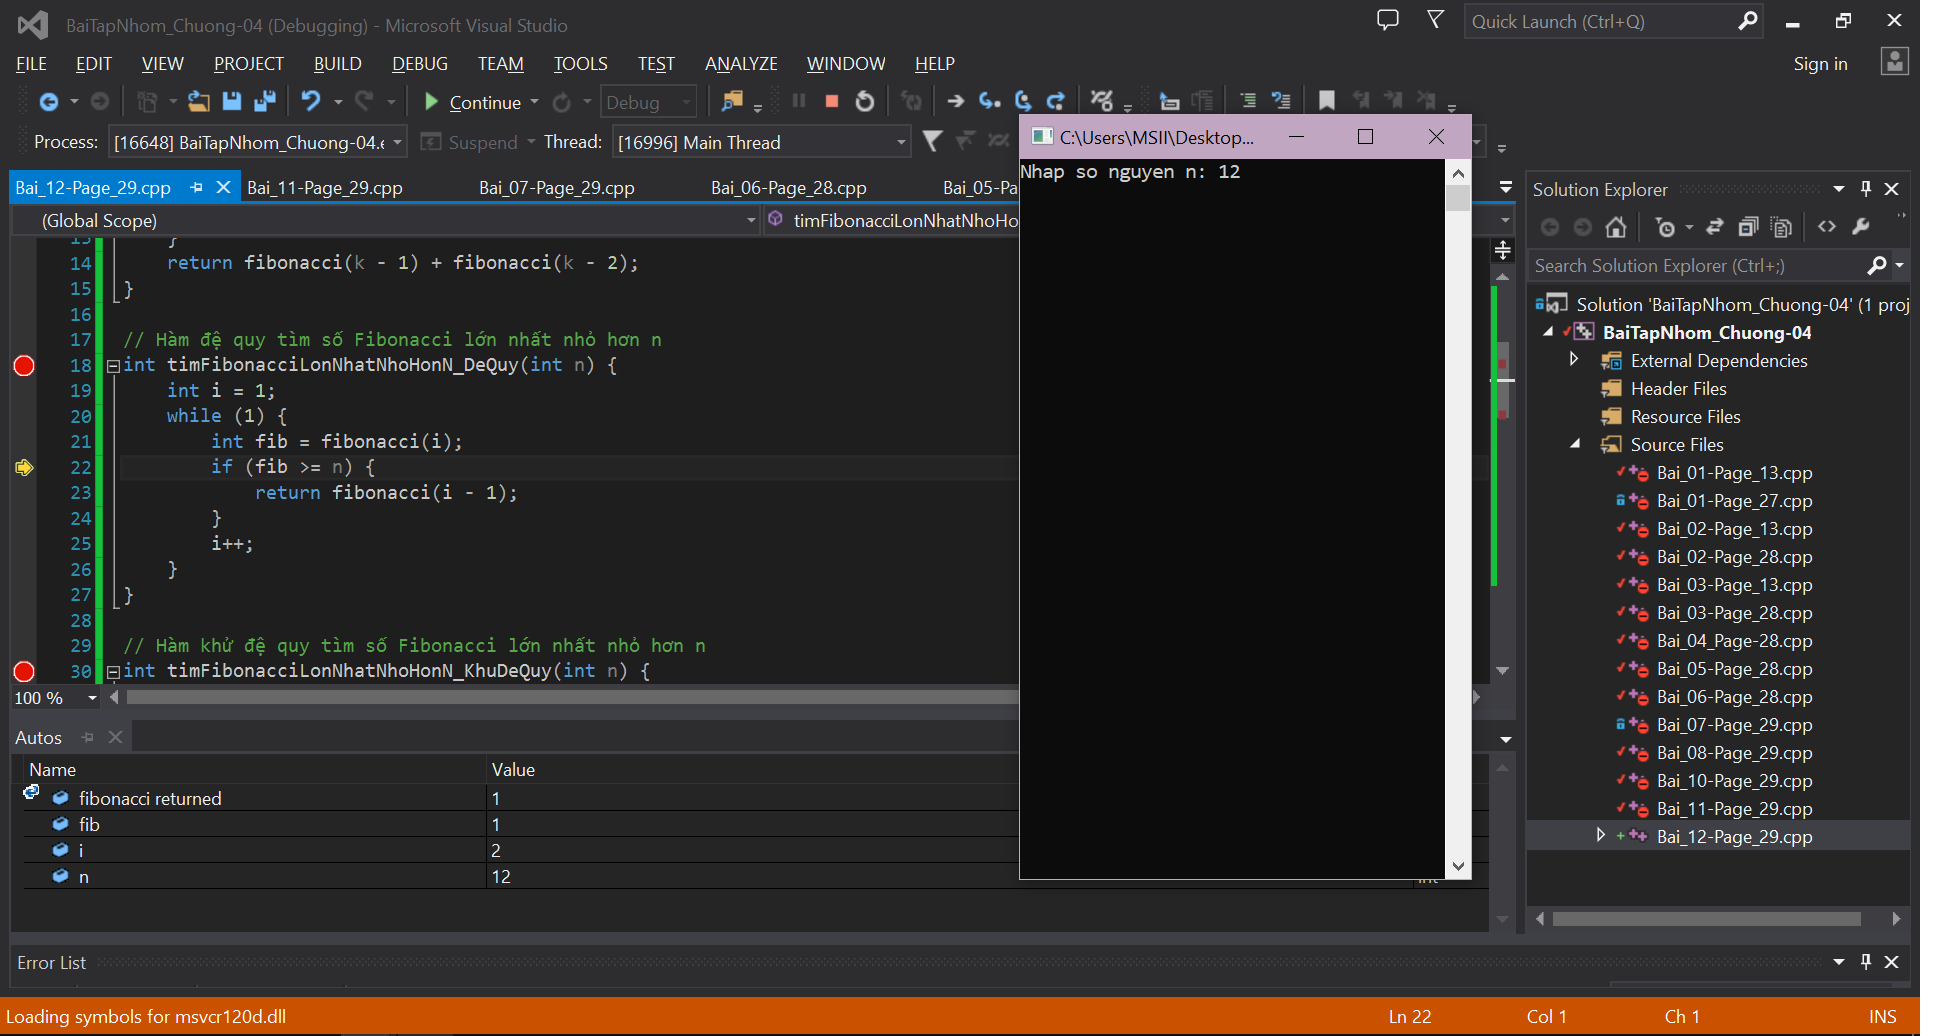 BaiTapNhom_Chuong-04 (Debugging) - Microsoft Visual Studio
Quick Launch (Ctrl+Q)
FILE EDIT VIEW PROJECT BUILD DEBUG TEAM TOOLS TEST ANALYZE WINDOW HELP
Sign in
Continue
Debug
Process: [16648] BaiTapNhom_Chuong-04.e Suspend Thread: [16996] Main Thread
C:\Users\MSII\Desktop...
Nhap so nguyen n: 12
Bai_12-Page_29.cpp Bai_11-Page_29.cpp Bai_07-Page_29.cpp Bai_06-Page_28.cpp Bai_05-Pa
(Global Scope) timFibonacciLonNhatNhoHo
13 }
14 return fibonacci(k - 1) + fibonacci(k - 2);
15 }
16
17 // Hàm đệ quy tìm số Fibonacci lớn nhất nhỏ hơn n
18 int timFibonacciLonNhatNhoHonN_DeQuy(int n) {
19 int i = 1;
20 while (1) {
21 int fib = fibonacci(i);
22 if (fib >= n) {
23 return fibonacci(i - 1);
24 }
25 i++;
26 }
27 }
28
29 // Hàm khử đệ quy tìm số Fibonacci lớn nhất nhỏ hơn n
30 int timFibonacciLonNhatNhoHonN_KhuDeQuy(int n) {
100 %
Autos
Name Value
fibonacci returned 1
fib 1
i 2
n 12 int
Error List
Solution Explorer
Search Solution Explorer (Ctrl+;)
Solution 'BaiTapNhom_Chuong-04' (1 proj
BaiTapNhom_Chuong-04
External Dependencies
Header Files
Resource Files
Source Files
Bai_01-Page_13.cpp
Bai_01-Page_27.cpp
Bai_02-Page_13.cpp
Bai_02-Page_28.cpp
Bai_03-Page_13.cpp
Bai_03-Page_28.cpp
Bai_04_Page-28.cpp
Bai_05-Page_28.cpp
Bai_06-Page_28.cpp
Bai_07-Page_29.cpp
Bai_08-Page_29.cpp
Bai_10-Page_29.cpp
Bai_11-Page_29.cpp
Bai_12-Page_29.cpp
Loading symbols for msvcr120d.dll Ln 22 Col 1 Ch 1 INS